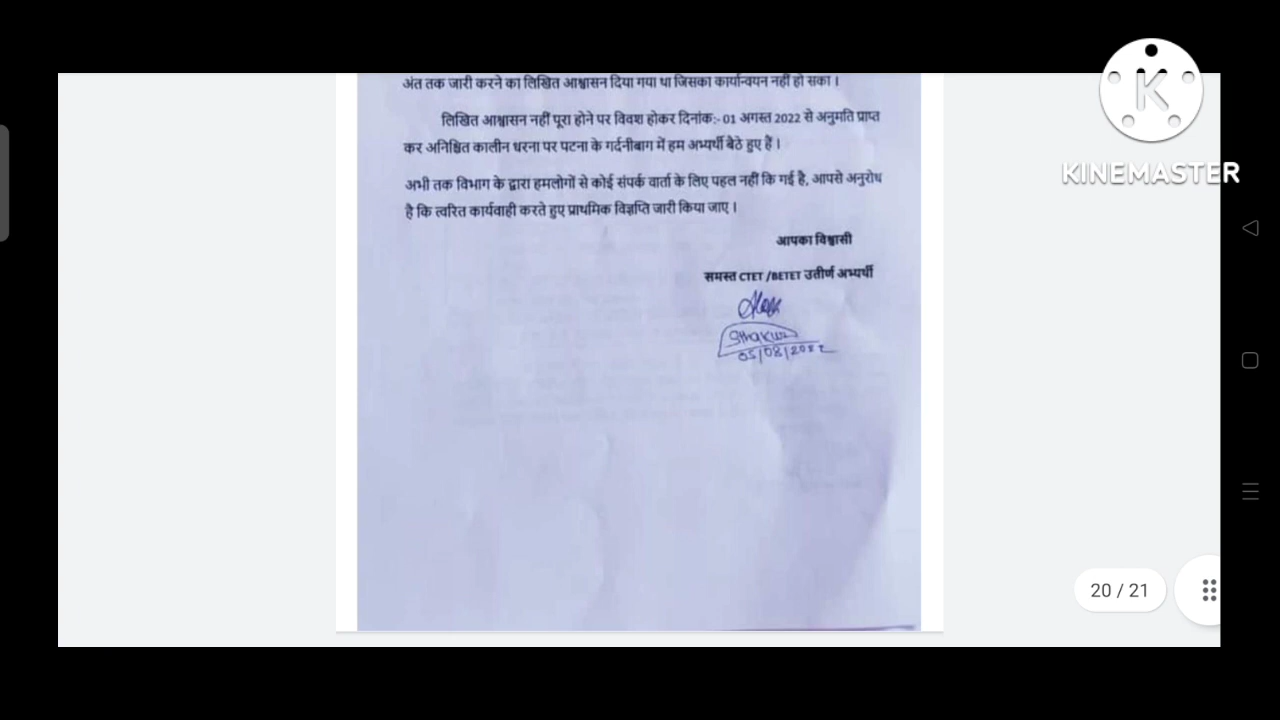 अंत तक जारी करने का लिखित आश्वासन दिया गया था जिसका कार्यान्वयन नहीं हो सका ।
लिखित आश्वासन नहीं पूरा होने पर विवश होकर दिनांक:- 01 अगस्त 2022 से अनुमति प्राप्त
कर अनिश्चित कालीन धरना पर पटना के गर्दनीबाग में हम अभ्यर्थी बैठे हुए हैं ।
अभी तक विभाग के द्वारा हमलोगों से कोई संपर्क वार्ता के लिए पहल नहीं कि गई है, आपसे अनुरोध
है कि त्वरित कार्यवाही करते हुए प्राथमिक विज्ञप्ति जारी किया जाए ।
आपका विश्वासी
समस्त CTET /BETET उतीर्ण अभ्यर्थी
05/08/2022
K
KINEMASTER
20 / 21